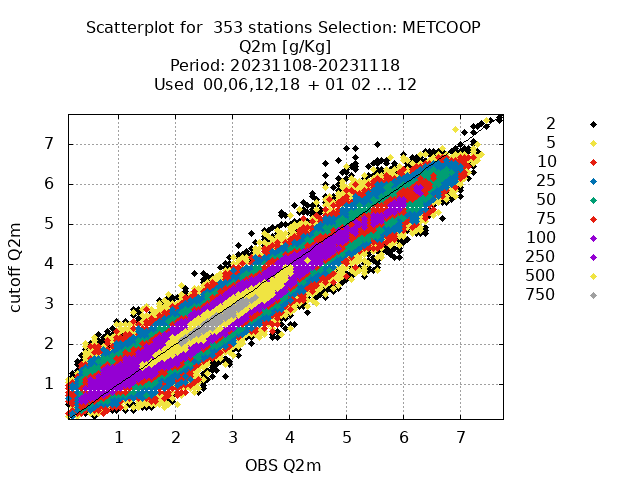 Scatterplot for  353 stations Selection: METCOOP
Q2m [g/Kg]
Period: 20231108-20231118
Used  00,06,12,18 + 01 02 ... 12
2
5
10
25
50
75
100
250
500
750
7
6
5
4
3
2
1
cutoff Q2m
1 2 3 4 5 6 7
OBS Q2m